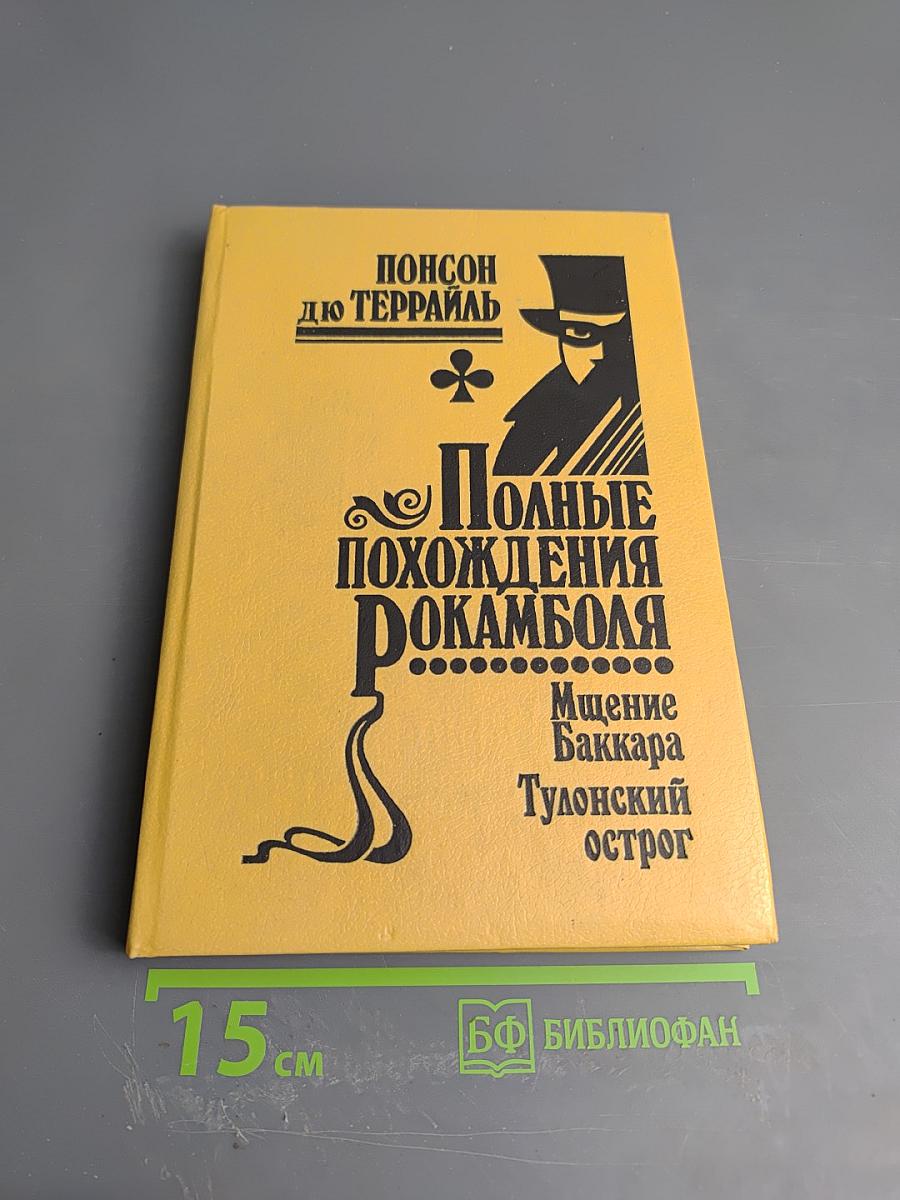 ПОНСОН
ДЮ ТЕРРАЙЛЬ
ПОЛНЫЕ
ПОХОЖДЕНИЯ
РОКАМБОЛЯ
Мщение
Баккара
Тулонский
острог
15 см
БФ БИБЛИОФАН